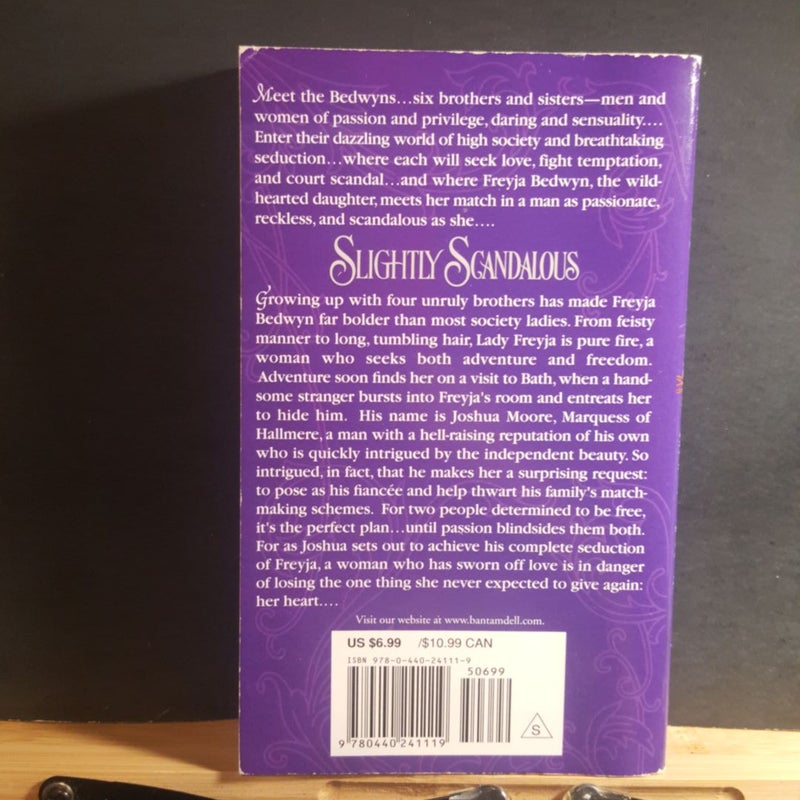 Meet the Bedwyns...six brothers and sisters—men and
women of passion and privilege, daring and sensuality....
Enter their dazzling world of high society and breathtaking
seduction...where each will seek love, fight temptation,
and court scandal...and where Freyja Bedwyn, the wild-
hearted daughter, meets her match in a man as passionate,
reckless, and scandalous as she....
SLIGHTLY SCANDALOUS
Growing up with four unruly brothers has made Freyja
Bedwyn far bolder than most society ladies. From feisty
manner to long, tumbling hair, Lady Freyja is pure fire, a
woman who seeks both adventure and freedom.
Adventure soon finds her on a visit to Bath, when a hand-
some stranger bursts into Freyja's room and entreats her
to hide him. His name is Joshua Moore, Marquess of
Hallmere, a man with a hell-raising reputation of his own
who is quickly intrigued by the independent beauty. So
intrigued, in fact, that he makes her a surprising request:
to pose as his fiancée and help thwart his family's match-
making schemes. For two people determined to be free,
it's the perfect plan...until passion blindsides them both.
For as Joshua sets out to achieve his complete seduction
of Freyja, a woman who has sworn off love is in danger
of losing the one thing she never expected to give again:
her heart....
Visit our website at www.bantamdell.com.
US $6.99 /$10.99 CAN
ISBN 978-0-440-24111-9
50699
9 780440 241119
S